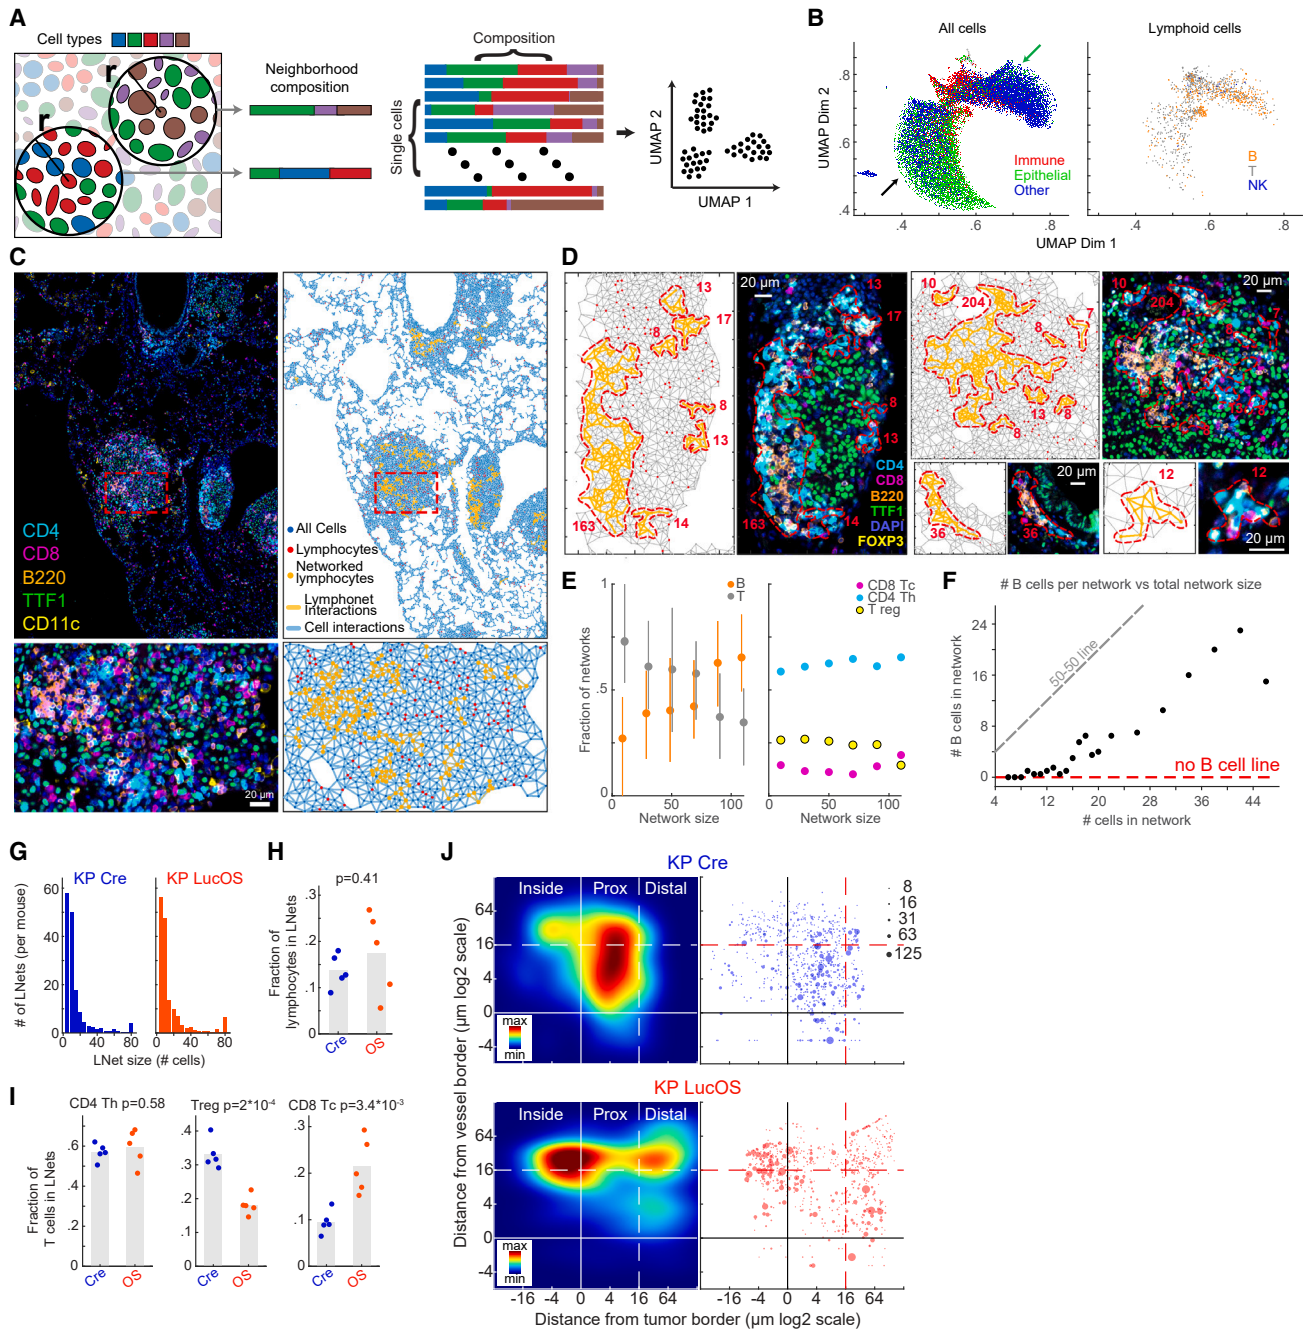 A
Cell types
r
r
Neighborhood
composition
Composition
Single cells
UMAP 2
UMAP 1
B
All cells
Lymphoid cells
UMAP Dim 2
.8
.6
.4
Immune
Epithelial
Other
B
T
NK
.4
.6
.8
.4
.6
.8
UMAP Dim 1
C
CD4
CD8
B220
TTF1
CD11c
All Cells
Lymphocytes
Networked
lymphocytes
Lymphonet
Interactions
Cell interactions
20 µm
D
13
17
8
8
13
163
14
20 µm
13
17
8
8
13
163
14
CD4
CD8
B220
TTF1
DAPI
FOXP3
10
204
7
8
13
8
8
10
204
20 µm
7
8
13
8
8
36
20 µm
36
12
12
20 µm
E
Fraction of networks
1
.5
0
B
T
0
50
100
Network size
CD8 Tc
CD4 Th
T reg
0
50
100
Network size
F
# B cells per network vs total network size
# B cells in network
24
16
8
0
50-50 line
no B cell line
4
12
20
28
36
44
# cells in network
G
KP Cre
KP LucOS
# of LNets (per mouse)
60
40
20
0
0
40
80
0
40
80
LNet size (# cells)
H
p=0.41
Fraction of
lymphocytes in LNets
.3
.2
.1
0
Cre
OS
I
CD4 Th p=0.58
Treg p=2*10-4
CD8 Tc p=3.4*10-3
Fraction of
T cells in LNets
.6
.4
.2
0
Cre
OS
.4
.3
.2
.1
0
Cre
OS
.3
.2
.1
0
Cre
OS
J
KP Cre
Inside
Prox
Distal
64
16
4
0
-4
max
min
8
16
31
63
125
KP LucOS
Inside
Prox
Distal
64
16
4
0
-4
max
min
Distance from vessel border (µm log2 scale)
-16
-4
0
4
16
64
-16
-4
0
4
16
64
Distance from tumor border (µm log2 scale)